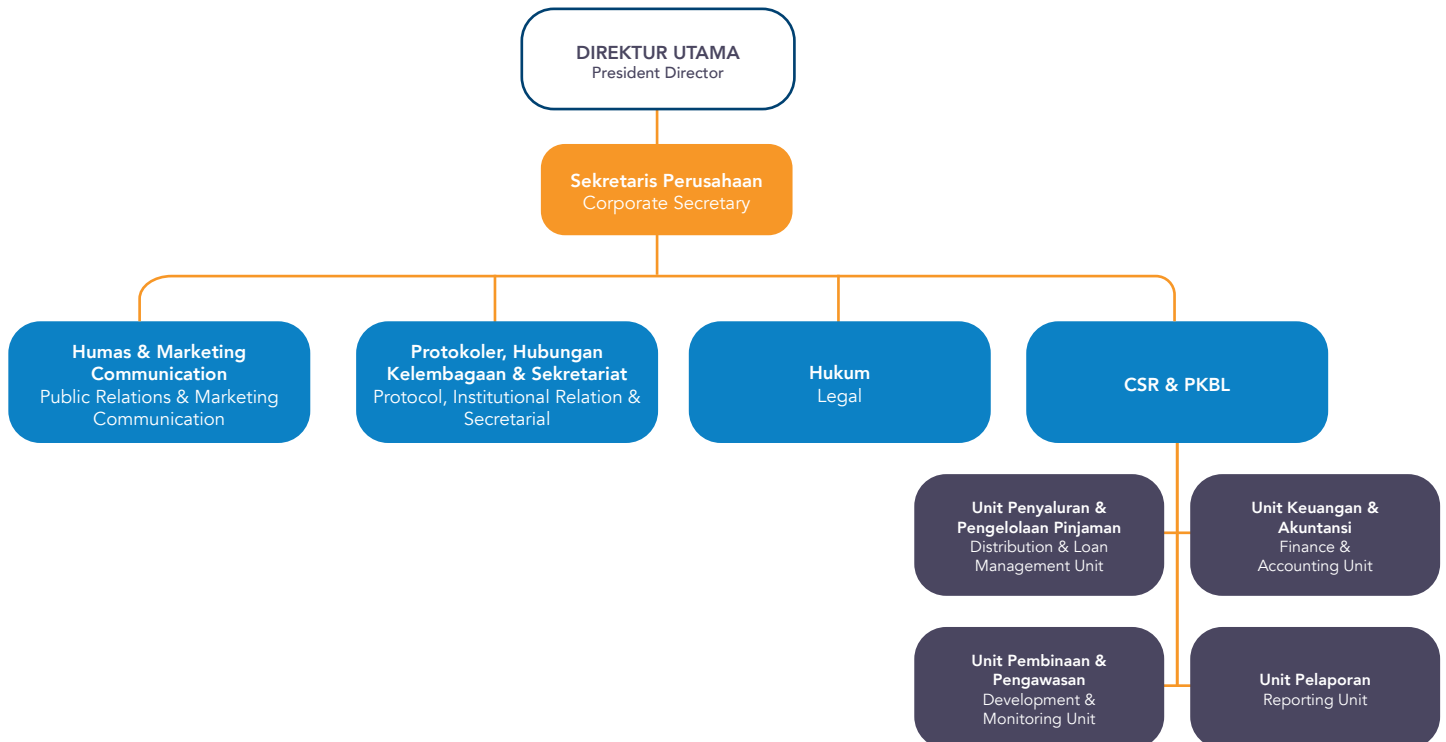 DIREKTUR UTAMA
President Director
Sekretaris Perusahaan
Corporate Secretary
Humas & Marketing
Communication
Public Relations & Marketing
Communication
Protokoler, Hubungan
Kelembagaan & Sekretariat
Protocol, Institutional Relation &
Secretarial
Hukum
Legal
CSR & PKBL
Unit Penyaluran &
Pengelolaan Pinjaman
Distribution & Loan
Management Unit
Unit Keuangan &
Akuntansi
Finance &
Accounting Unit
Unit Pembinaan &
Pengawasan
Development &
Monitoring Unit
Unit Pelaporan
Reporting Unit